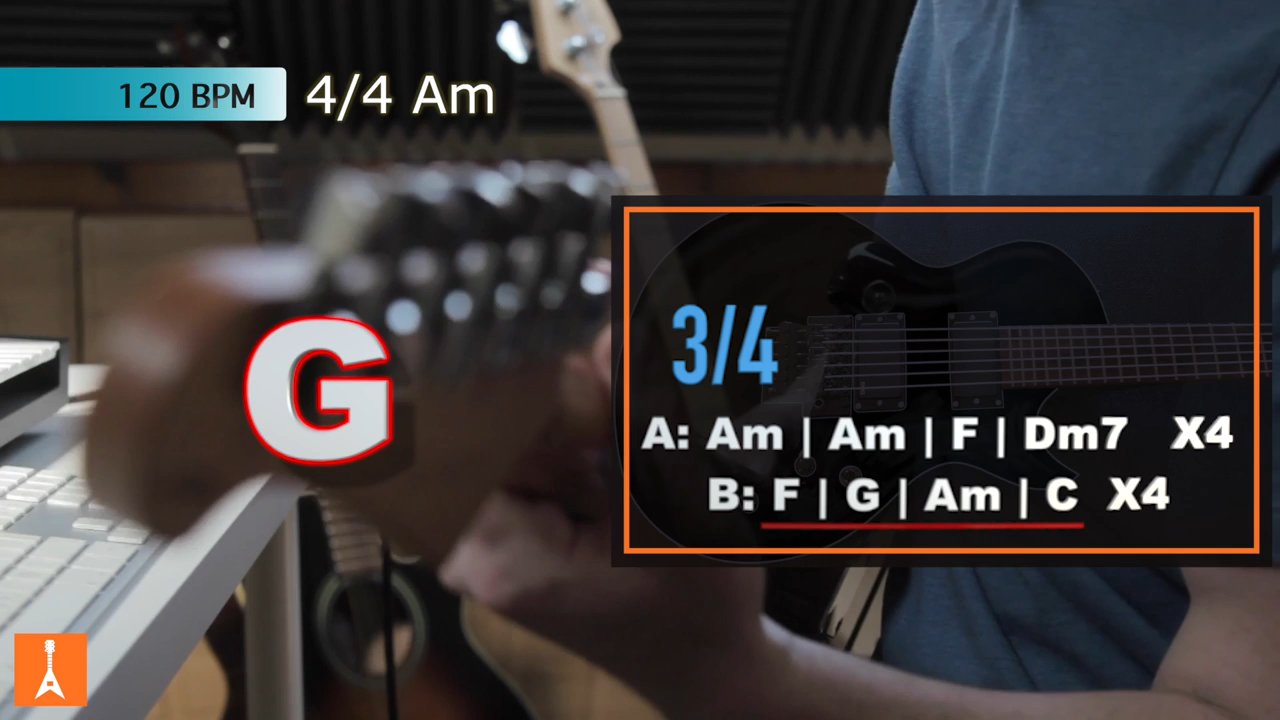 120 BPM 4/4 Am
G
3/4
A: Am | Am | F | Dm7 X4
B: F | G | Am | C X4